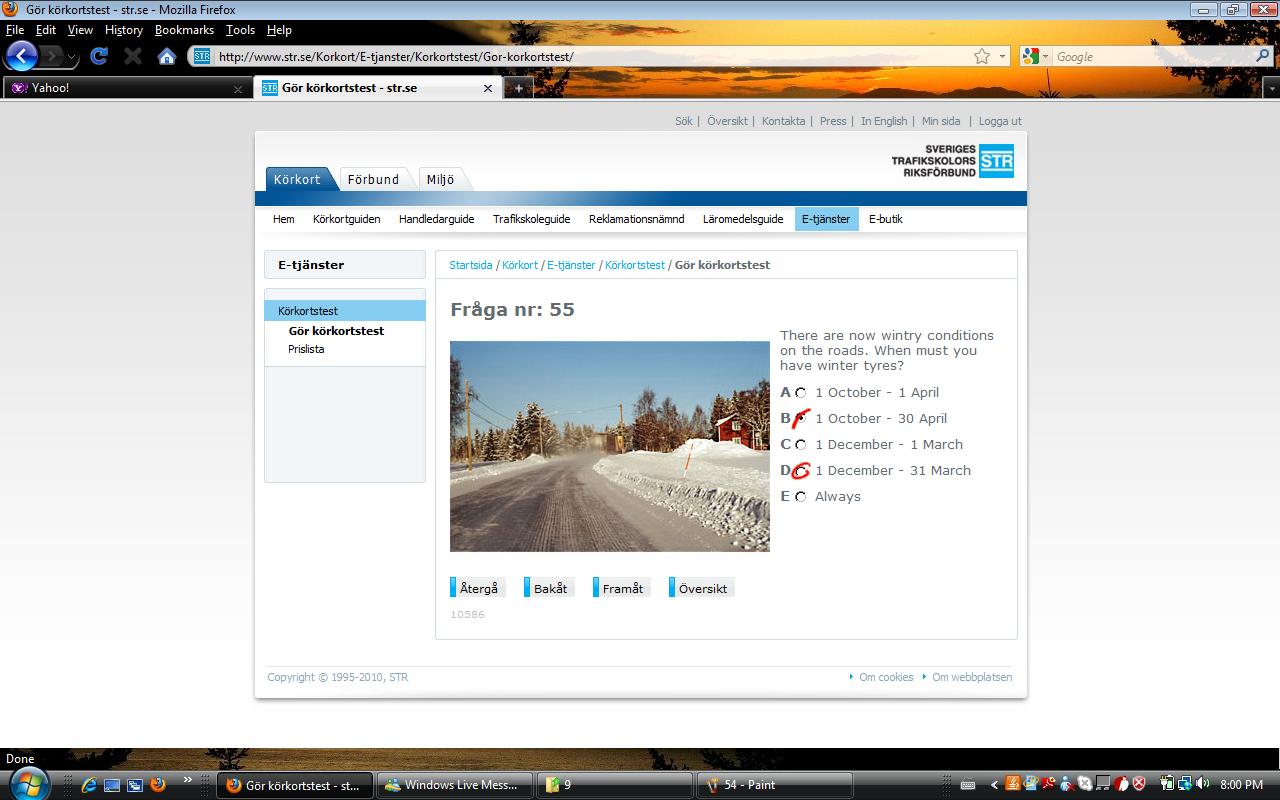 Gör körkortstest - str.se - Mozilla Firefox
File Edit View History Bookmarks Tools Help
http://www.str.se/Korkort/E-tjanster/Korkortstest/Gor-korkortstest/
Google
Yahoo!
STR Gör körkortstest - str.se
Sök | Översikt | Kontakta | Press | In English | Min sida | Logga ut
SVERIGES
TRAFIKSKOLORS
RIKSFÖRBUND
STR
Körkort Förbund Miljö
Hem Körkortguiden Handledarguide Trafikskoleguide Reklamationsnämnd Läromedelsguide E-tjänster E-butik
E-tjänster
Startsida / Körkort / E-tjänster / Körkortstest / Gör körkortstest
Körkortstest
Gör körkortstest
Prislista
Fråga nr: 55
There are now wintry conditions
on the roads. When must you
have winter tyres?
A 1 October - 1 April
B 1 October - 30 April
C 1 December - 1 March
D 1 December - 31 March
E Always
Återgå Bakåt Framåt Översikt
10586
Copyright © 1995-2010, STR
Om cookies Om webbplatsen
Done
Gör körkortstest - st... Windows Live Mess... 9 54 - Paint 8:00 PM